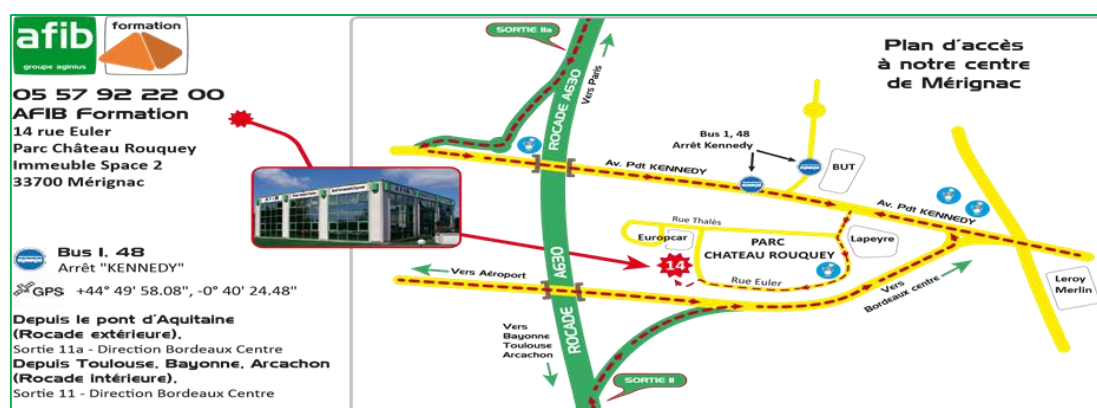 afib
groupe aginius
formation
05 57 92 22 00
AFIB Formation
14 rue Euler
Parc Château Rouquey
Immeuble Space 2
33700 Mérignac
Bus 1, 48
Arrêt "KENNEDY"
GPS +44° 49' 58.08", -0° 40' 24.48"
Depuis le pont d'Aquitaine
(Rocade extérieure),
Sortie 11a - Direction Bordeaux Centre
Depuis Toulouse, Bayonne, Arcachon
(Rocade intérieure),
Sortie 11 - Direction Bordeaux Centre
Plan d'accès
à notre centre
de Mérignac
SORTIE 11a
ROCADE A630
Vers Paris
Bus 1, 48
Arrêt Kennedy
BUT
Av. Pdt KENNEDY
Av. Pdt KENNEDY
Rue Thalès
Europcar
PARC
CHATEAU ROUQUEY
Lapeyre
14
Rue Euler
AFIB
AFIB
Vers Aéroport
A630
ROCADE
Vers
Bordeaux centre
Leroy
Merlin
Vers
Bayonne
Toulouse
Arcachon
SORTIE 11